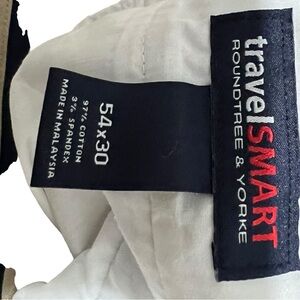 travelSMART
ROUNDTREE & YORKE
54x30
97% COTTON
3% SPANDEX
MADE IN MALAYSIA